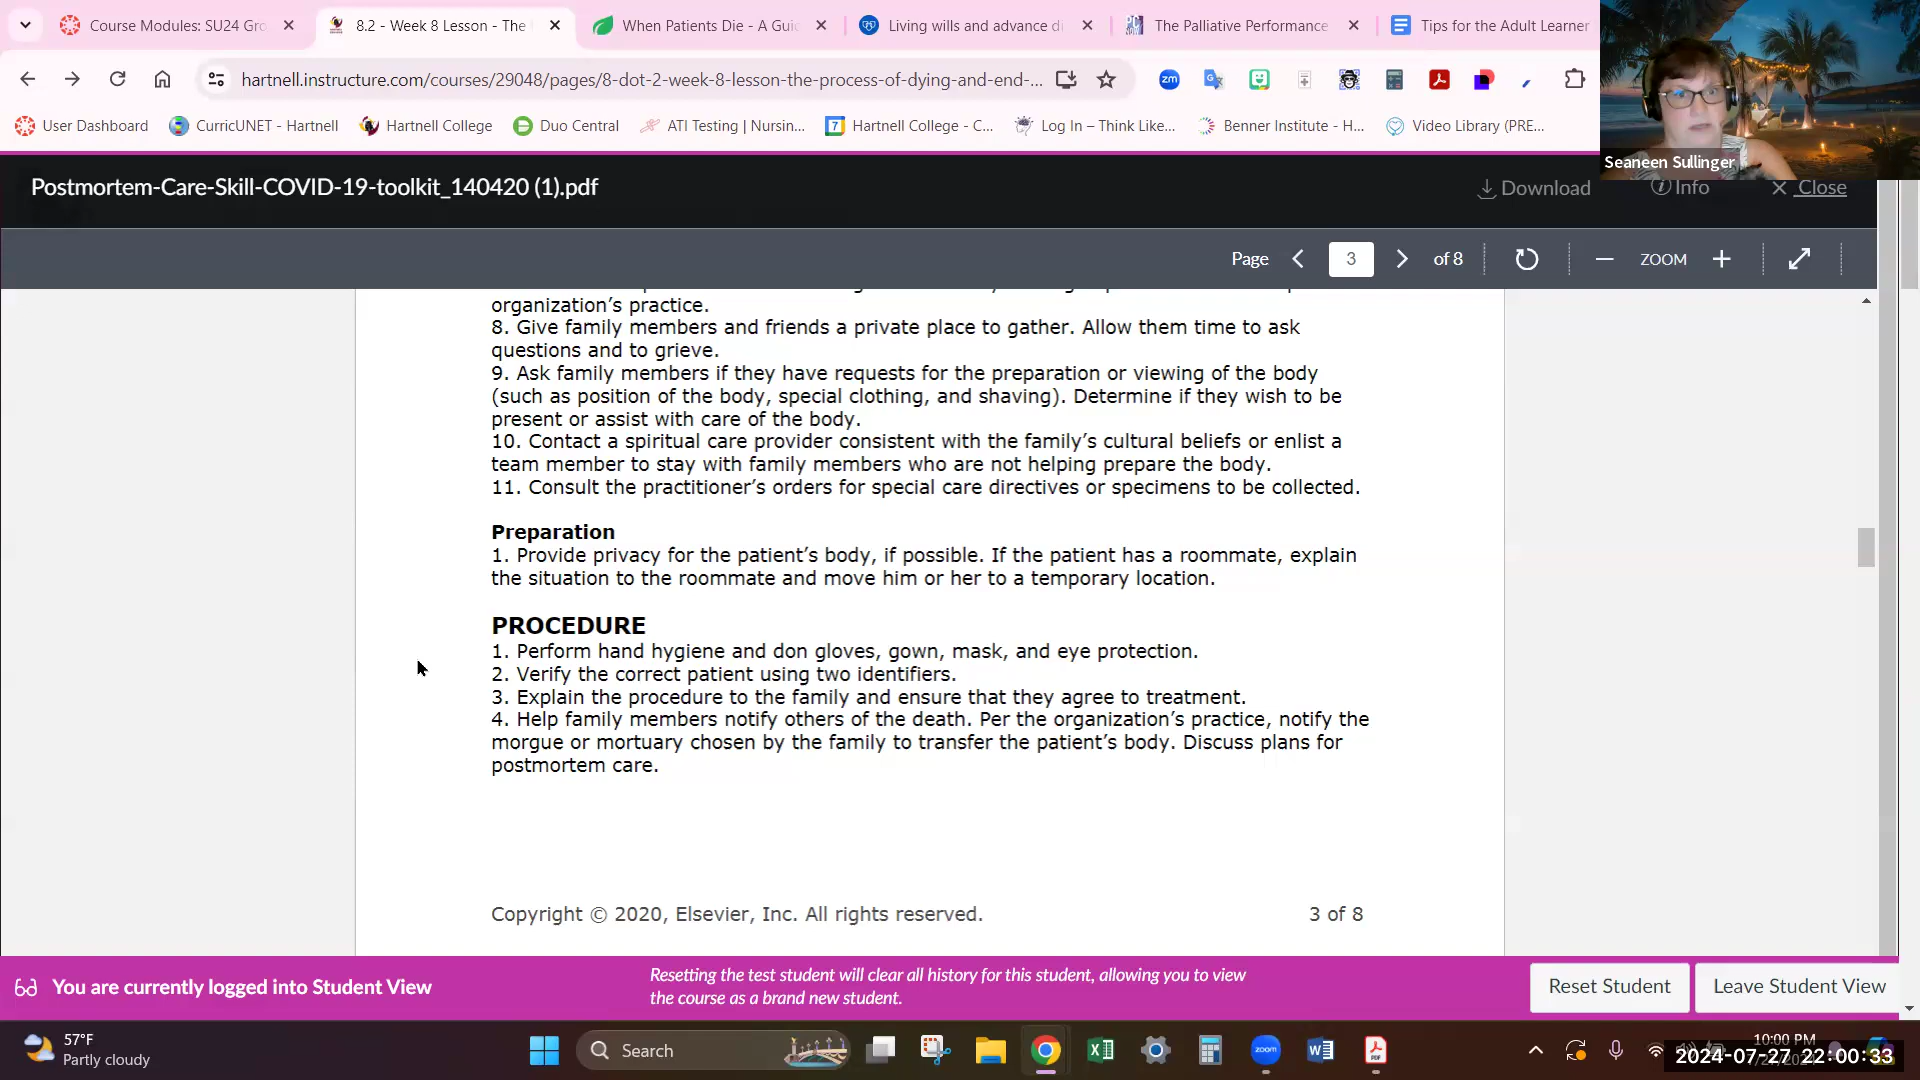 Course Modules: SU24 Gro
8.2 - Week 8 Lesson - The
When Patients Die - A Gui
Living wills and advance di
The Palliative Performance
Tips for the Adult Learner
hartnell.instructure.com/courses/29048/pages/8-dot-2-week-8-lesson-the-process-of-dying-and-end-...
User Dashboard
CurricUNET - Hartnell
Hartnell College
Duo Central
ATI Testing | Nursin...
Hartnell College - C...
Log In – Think Like...
Benner Institute - H...
Video Library (PRE...
Seaneen Sullinger
Postmortem-Care-Skill-COVID-19-toolkit_140420 (1).pdf
Download
Info
Close
Page 3 of 8
ZOOM
organization's practice.
8. Give family members and friends a private place to gather. Allow them time to ask
questions and to grieve.
9. Ask family members if they have requests for the preparation or viewing of the body
(such as position of the body, special clothing, and shaving). Determine if they wish to be
present or assist with care of the body.
10. Contact a spiritual care provider consistent with the family's cultural beliefs or enlist a
team member to stay with family members who are not helping prepare the body.
11. Consult the practitioner's orders for special care directives or specimens to be collected.
Preparation
1. Provide privacy for the patient's body, if possible. If the patient has a roommate, explain
the situation to the roommate and move him or her to a temporary location.
PROCEDURE
1. Perform hand hygiene and don gloves, gown, mask, and eye protection.
2. Verify the correct patient using two identifiers.
3. Explain the procedure to the family and ensure that they agree to treatment.
4. Help family members notify others of the death. Per the organization's practice, notify the
morgue or mortuary chosen by the family to transfer the patient's body. Discuss plans for
postmortem care.
Copyright © 2020, Elsevier, Inc. All rights reserved.
3 of 8
You are currently logged into Student View
Resetting the test student will clear all history for this student, allowing you to view
the course as a brand new student.
Reset Student
Leave Student View
57°F
Partly cloudy
Search
10:00 PM
2024-07-27 22:00:33